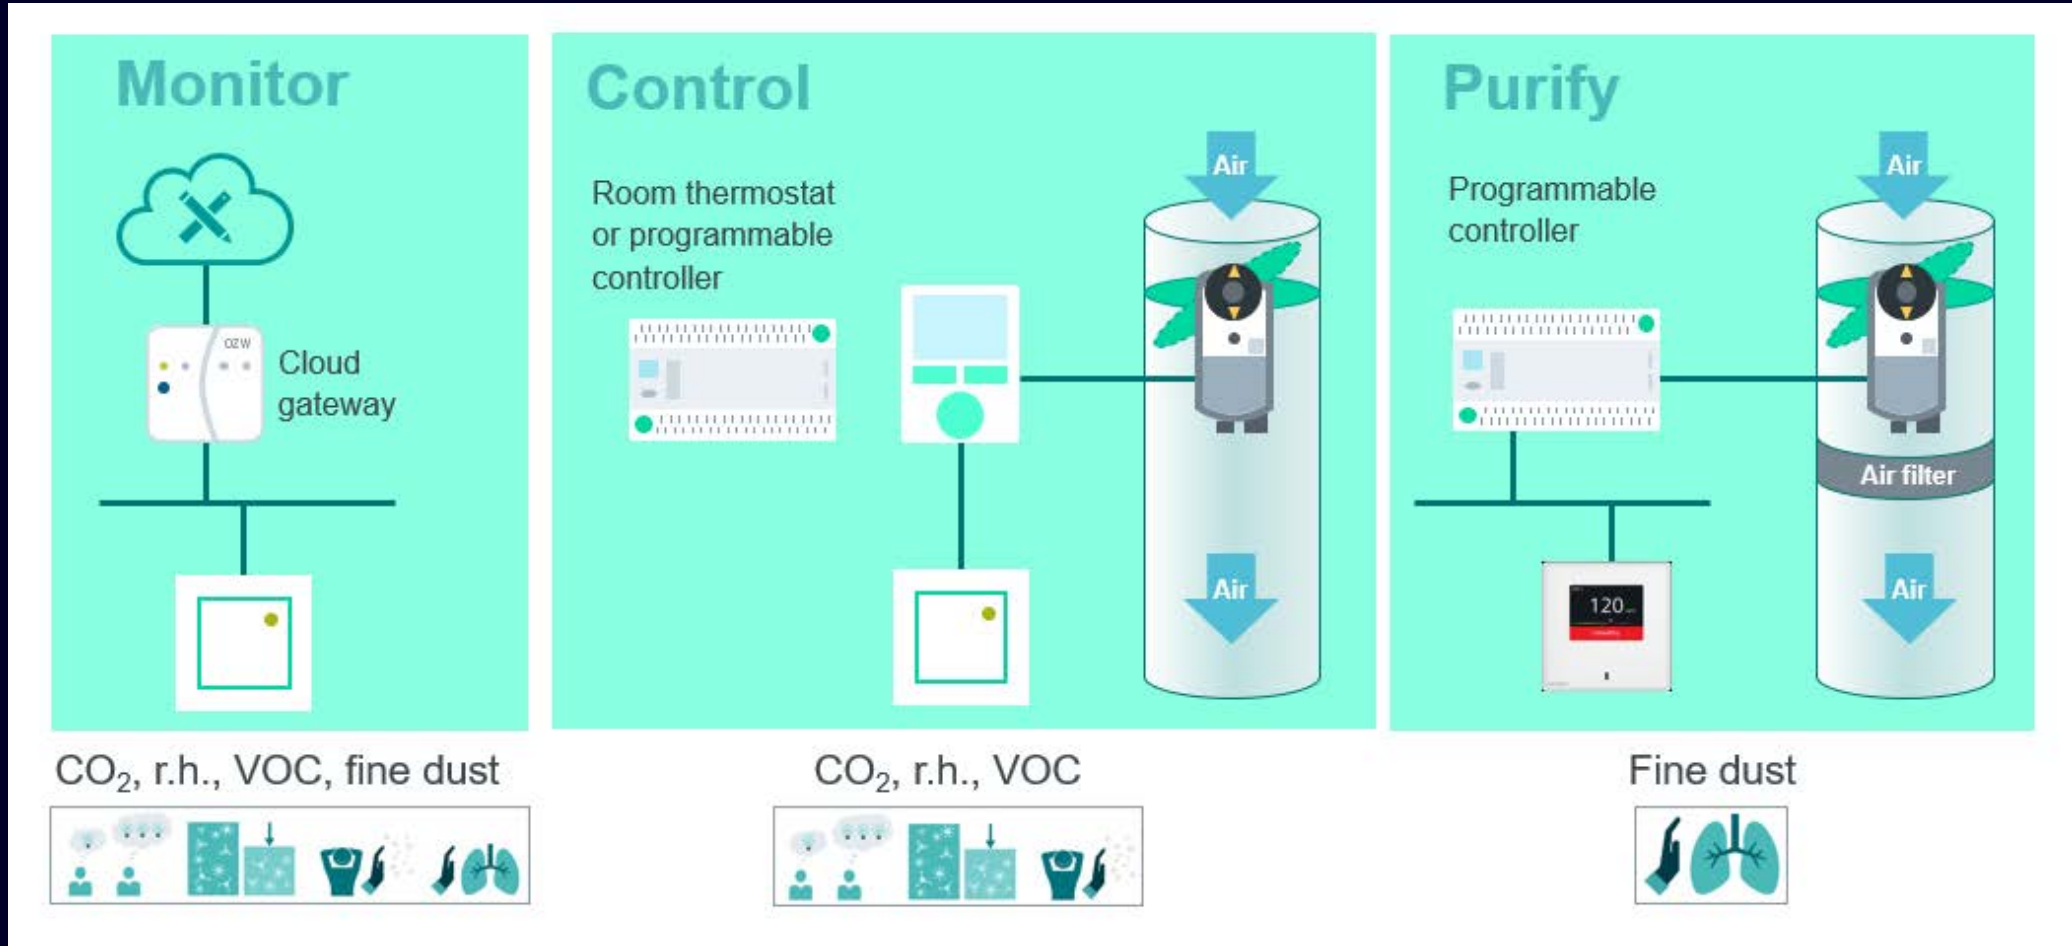 Monitor
OZW
Cloud
gateway
CO₂, r.h., VOC, fine dust
Control
Room thermostat
or programmable
controller
Air
Air
CO₂, r.h., VOC
Purify
Programmable
controller
Air
Air filter
120
Air
Fine dust